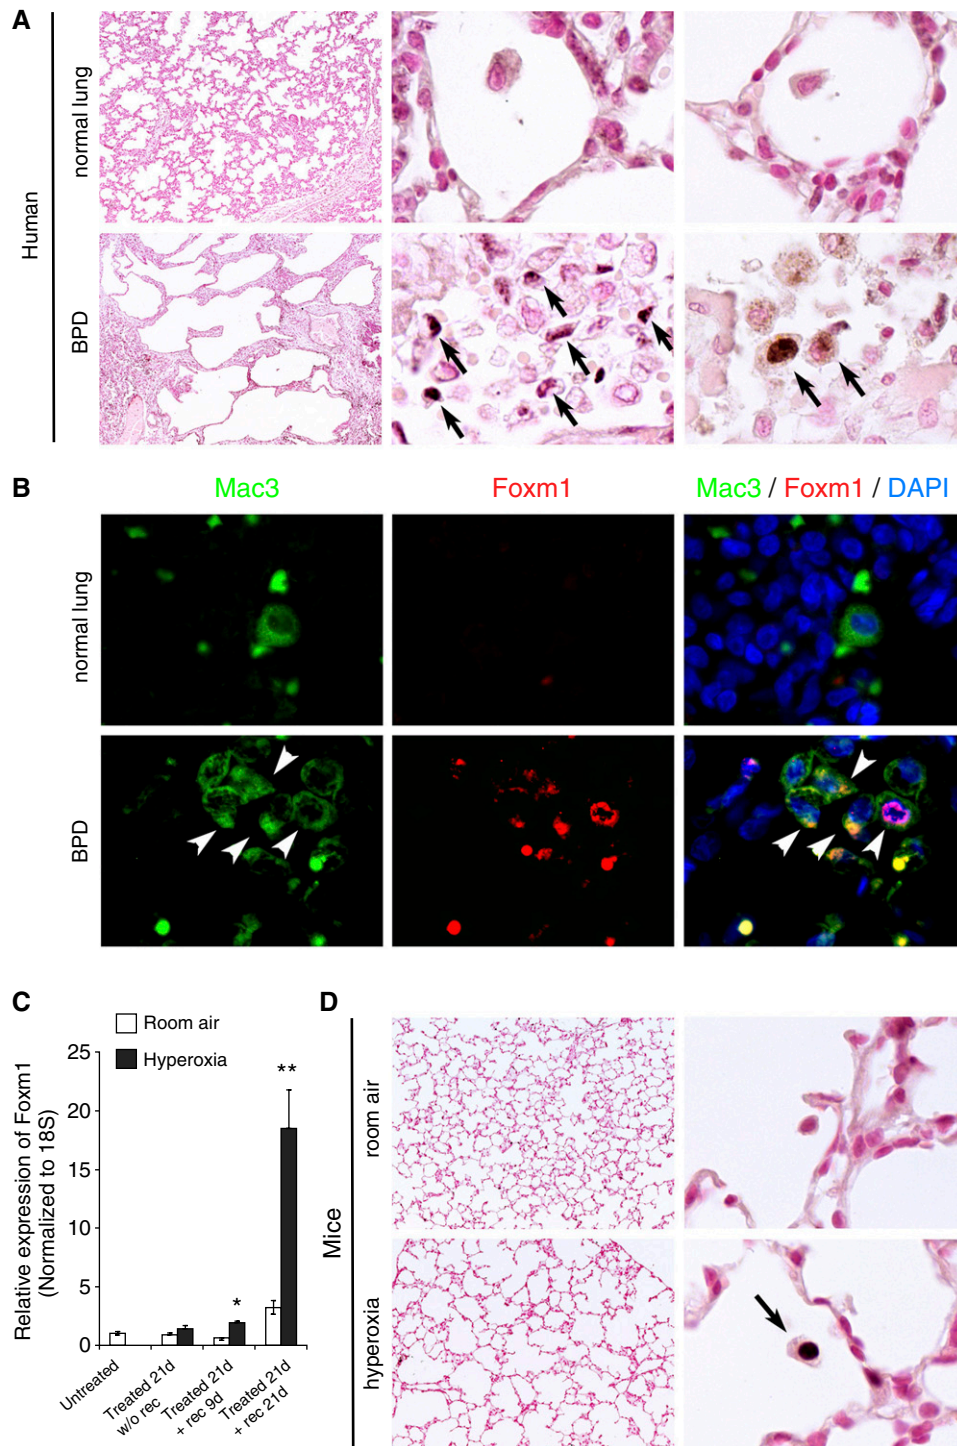 A
Human
normal lung
BPD
B
Mac3
Foxm1
Mac3 / Foxm1 / DAPI
normal lung
BPD
C
Room air
Hyperoxia
Relative expression of Foxm1
(Normalized to 18S)
25
20
15
10
5
0
*
**
Untreated
Treated 21d
w/o rec
Treated 21d
+ rec 9d
Treated 21d
+ rec 21d
D
Mice
room air
hyperoxia